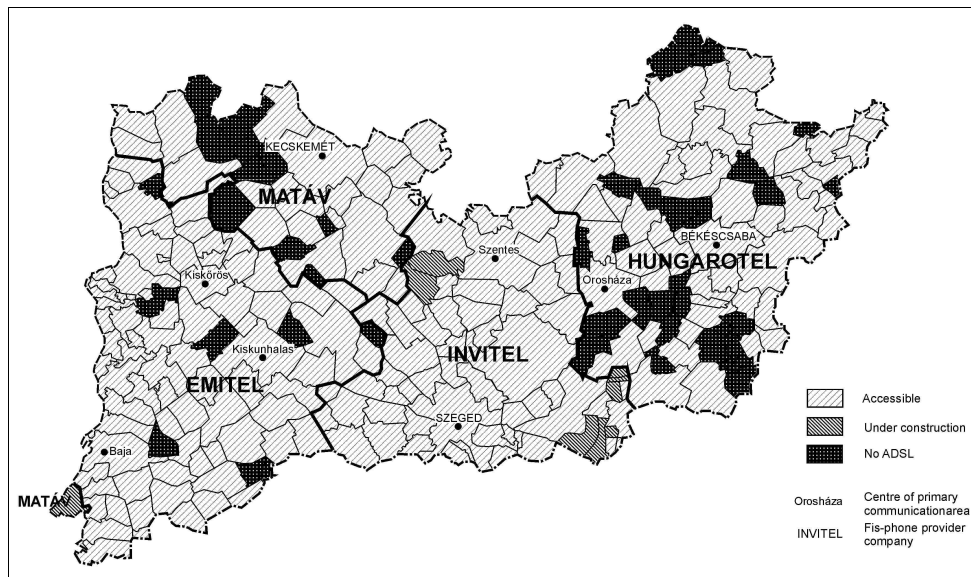 KECSKEMÉT
MATÁV
BÉKÉSCSABA
Szentes
HUNGAROTEL
Kiskőrös
Orosháza
Kiskunhalas
INVITEL
EMITEL
SZEGED
Baja
MATÁV
Accessible
Under construction
No ADSL
Orosháza
Centre of primary
communicationarea
INVITEL
Fis-phone provider
company